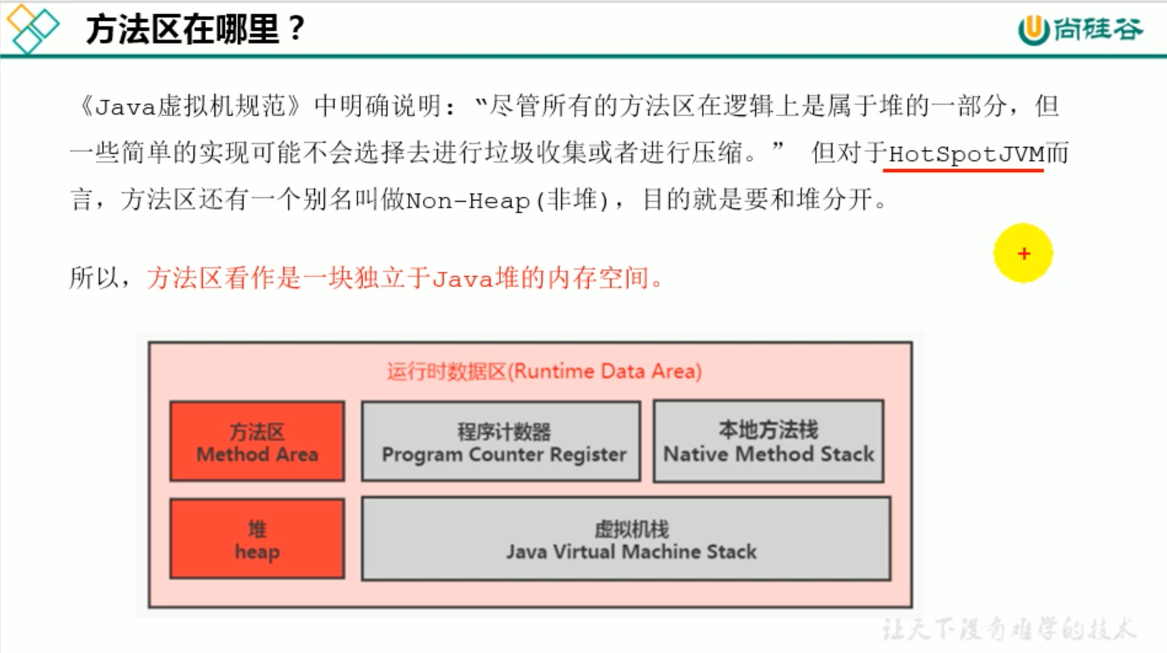 方法区在哪里？
尚硅谷
《Java虚拟机规范》中明确说明：“尽管所有的方法区在逻辑上是属于堆的一部分，但
一些简单的实现可能不会选择去进行垃圾收集或者进行压缩。” 但对于HotSpotJVM而
言，方法区还有一个别名叫做Non-Heap(非堆)，目的就是要和堆分开。
所以，方法区看作是一块独立于Java堆的内存空间。
运行时数据区(Runtime Data Area)
方法区
Method Area
程序计数器
Program Counter Register
本地方法栈
Native Method Stack
堆
heap
虚拟机栈
Java Virtual Machine Stack
让天下没有难学的技术